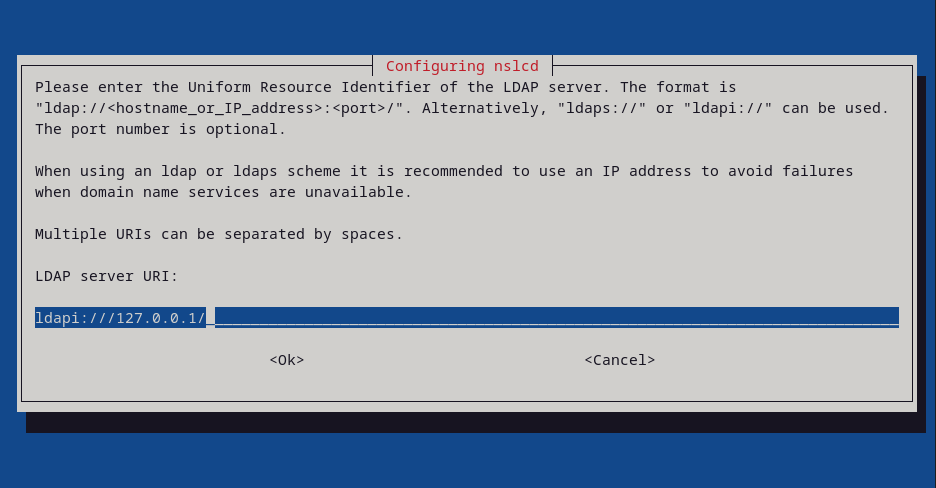 Configuring nslcd
Please enter the Uniform Resource Identifier of the LDAP server. The format is
"ldap://<hostname_or_IP_address>:<port>/". Alternatively, "ldaps://" or "ldapi://" can be used.
The port number is optional.
When using an ldap or ldaps scheme it is recommended to use an IP address to avoid failures
when domain name services are unavailable.
Multiple URIs can be separated by spaces.
LDAP server URI:
ldapi:///127.0.0.1/
<Ok> <Cancel>